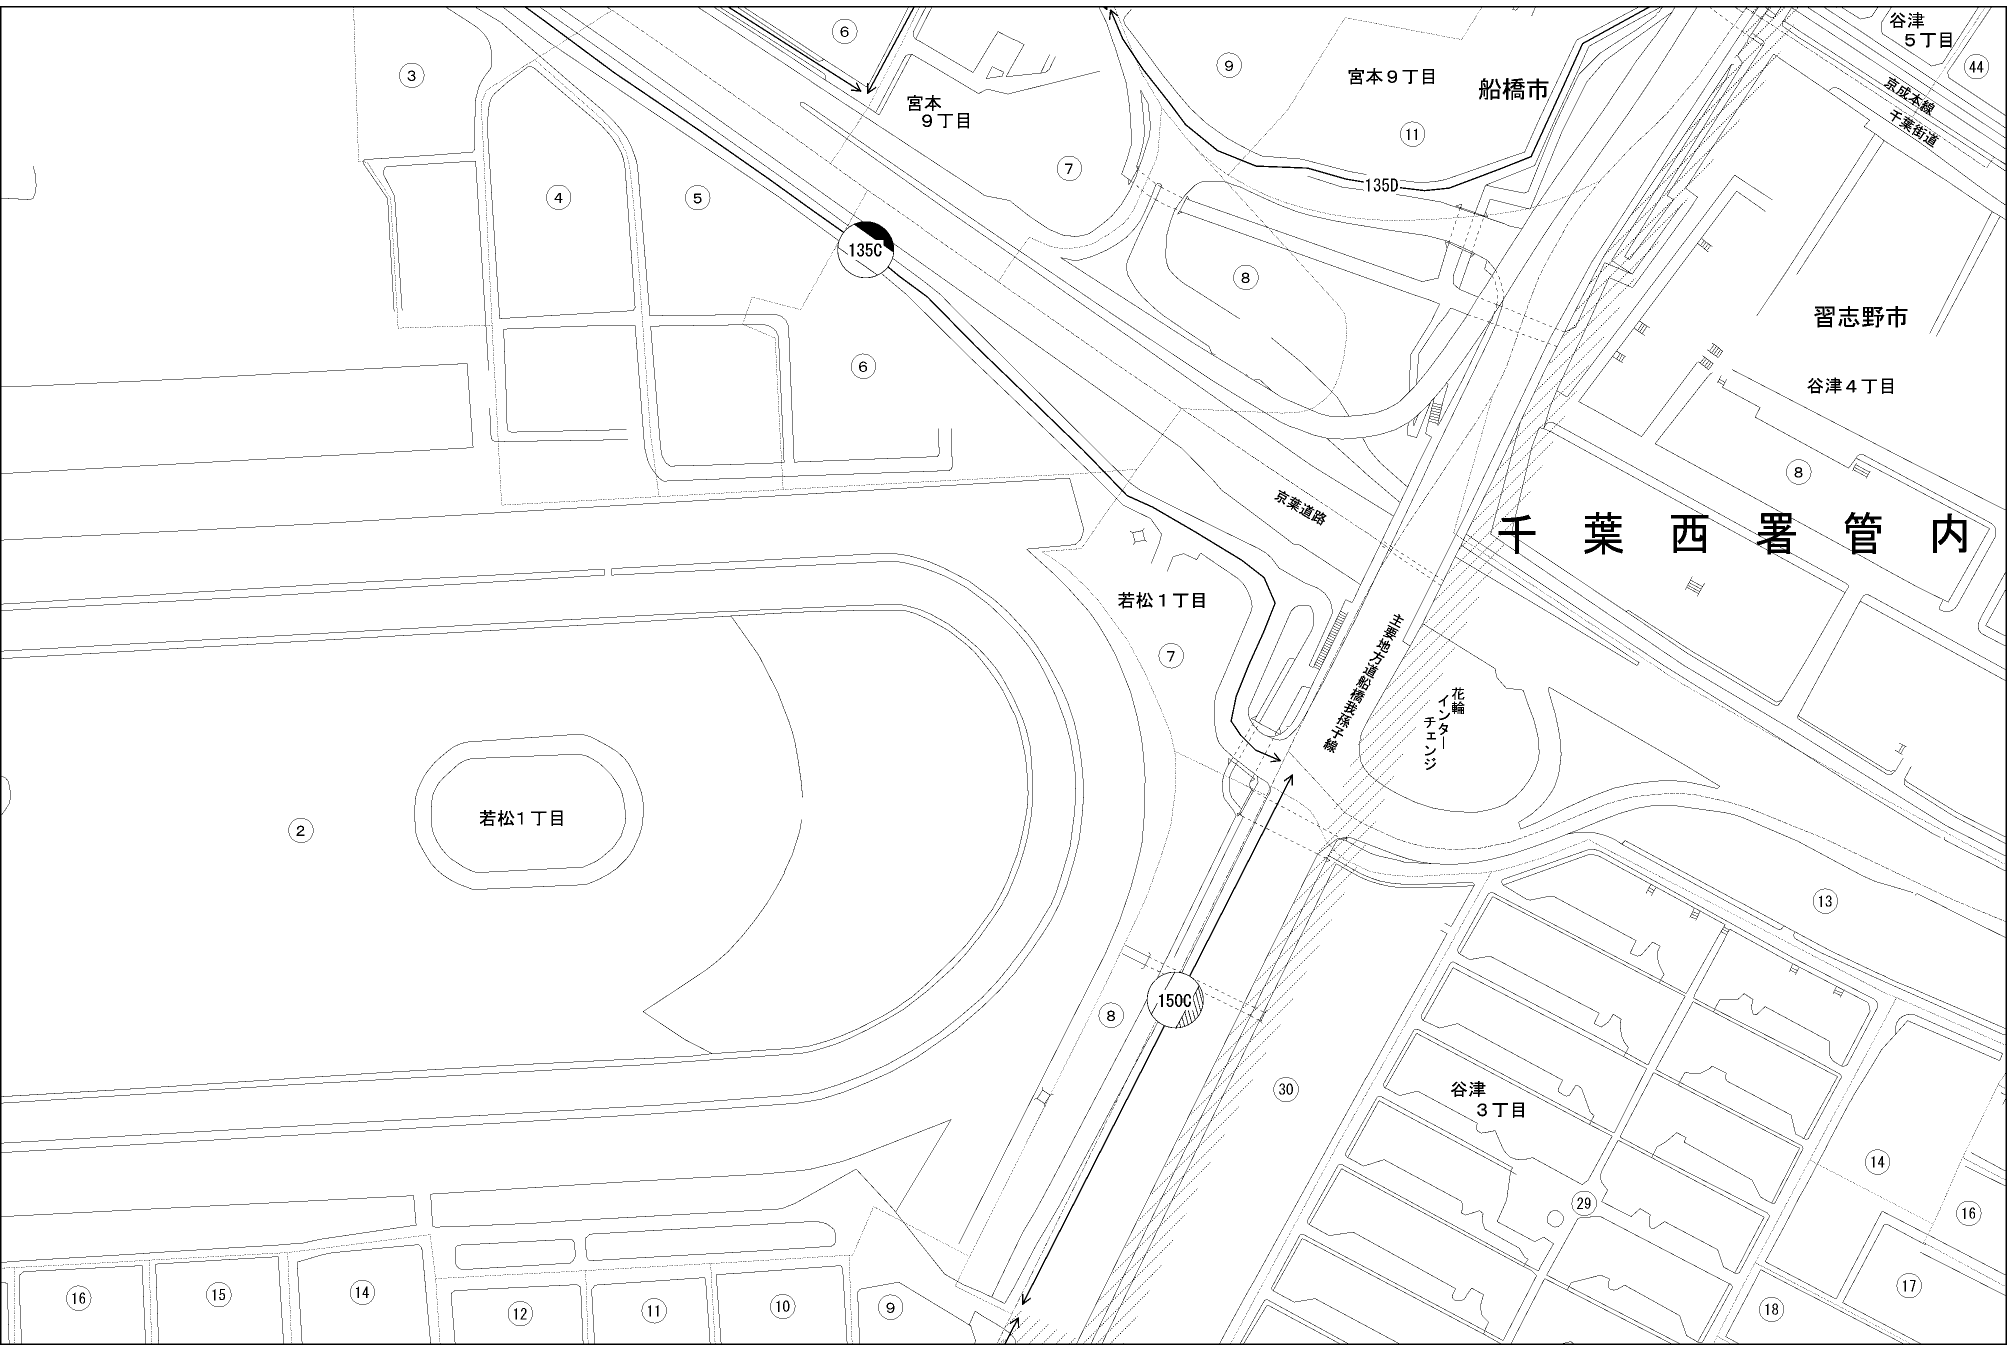 谷津
５丁目
44
京成本線
千葉街道
⑥
③
宮本
９丁目
⑨
宮本９丁目
船橋市
⑪
⑦
135D
④
⑤
135C
⑧
習志野市
⑥
谷津４丁目
⑧
京葉道路
千葉西署管内
若松１丁目
⑦
主要地方道船橋我孫子線
花輪
インター
チェンジ
②
若松１丁目
⑬
150C
⑧
30
谷津
３丁目
⑭
29
⑯
⑯
⑮
⑭
⑫
⑪
⑩
⑨
⑱
⑰